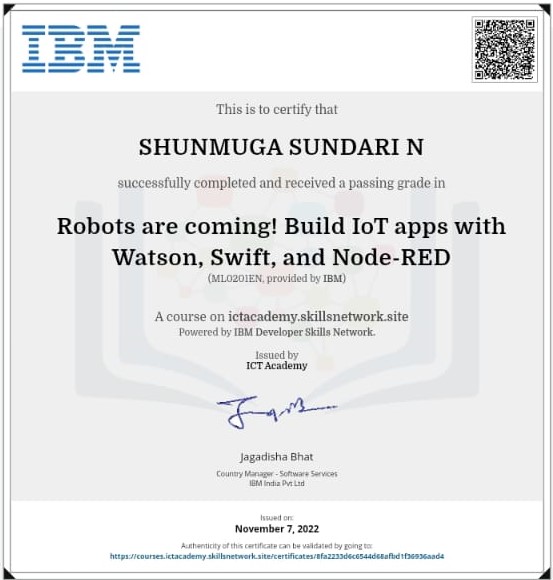 IBM
This is to certify that
SHUNMUGA SUNDARI N
successfully completed and received a passing grade in
Robots are coming! Build IoT apps with
Watson, Swift, and Node-RED
(ML0201EN, provided by IBM)
A course on ictacademy.skillsnetwork.site
Powered by IBM Developer Skills Network.
Issued by
ICT Academy
Jagadisha Bhat
Country Manager - Software Services
IBM India Pvt Ltd
Issued on:
November 7, 2022
Authenticity of this certificate can be validated by going to:
https://courses.ictacademy.skillsnetwork.site/certificates/8fa2233d6c6544d68afbd1f36936aad4